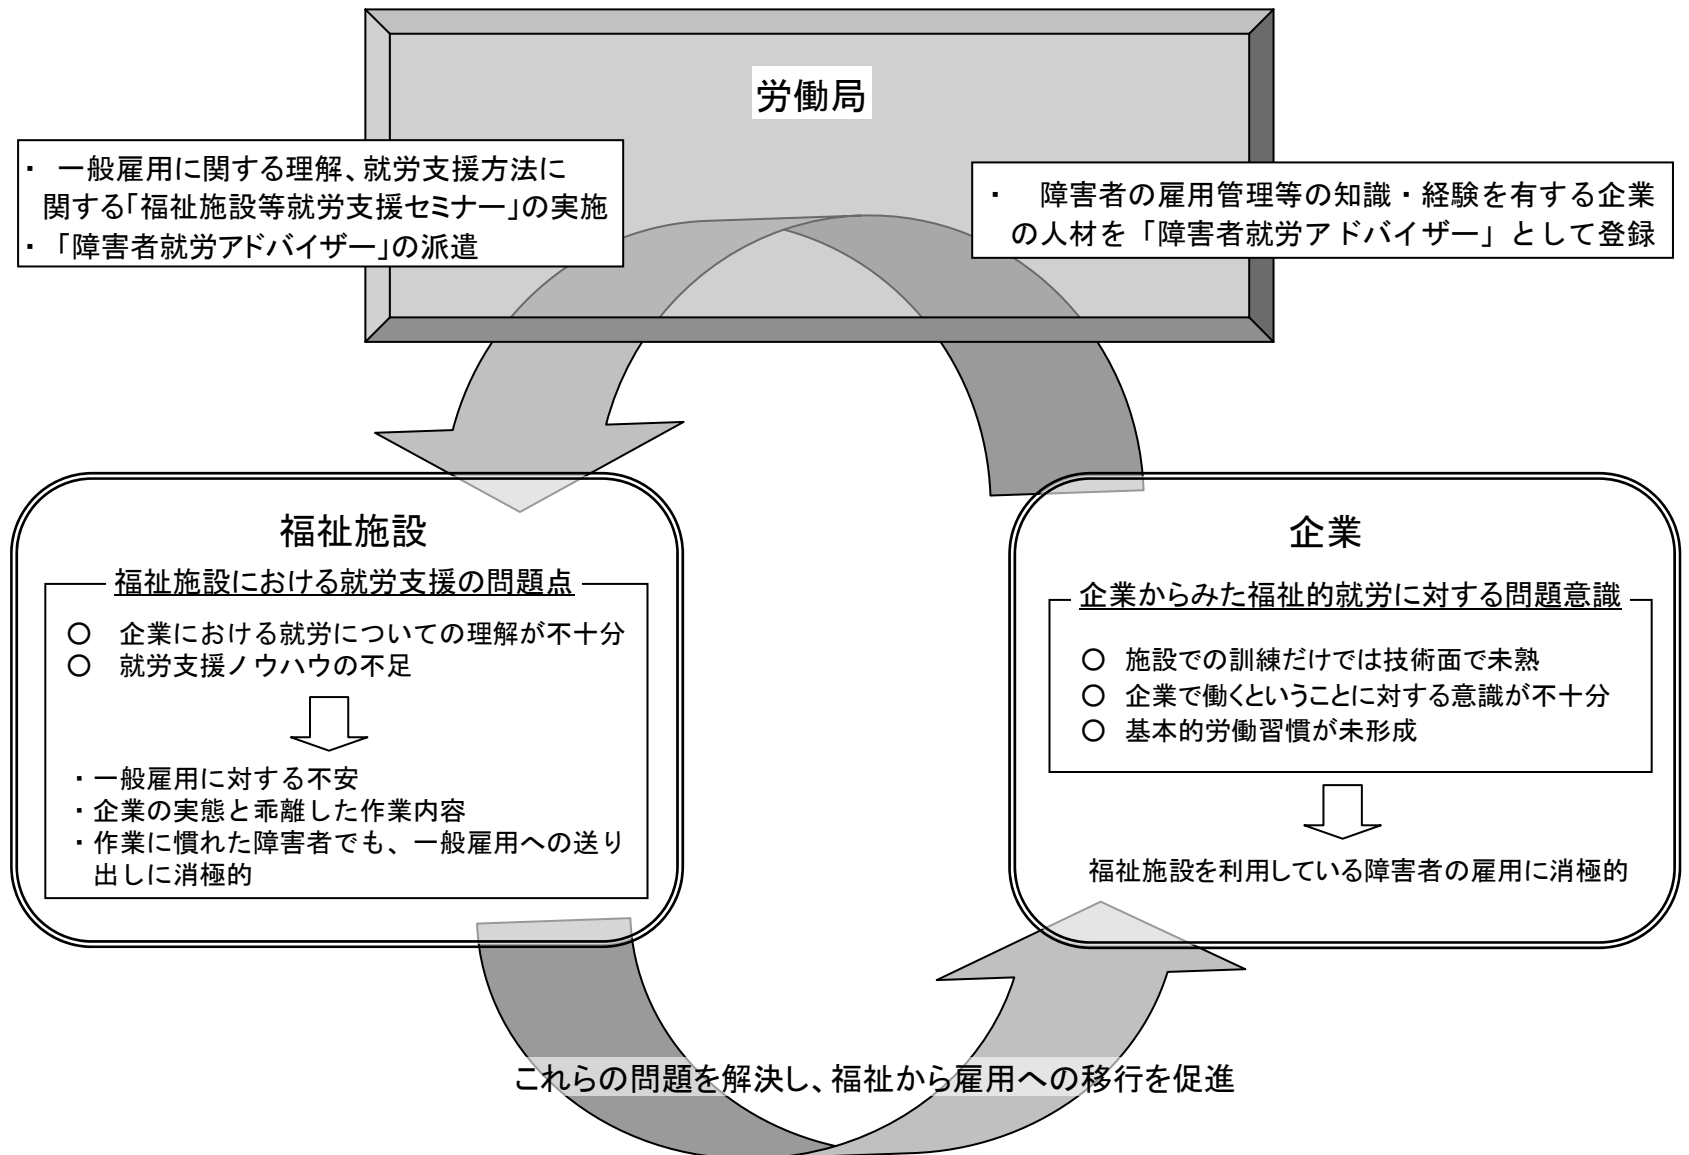 労働局
・ 一般雇用に関する理解、就労支援方法に
関する「福祉施設等就労支援セミナー」の実施
・「障害者就労アドバイザー」の派遣
・ 障害者の雇用管理等の知識・経験を有する企業
の人材を「障害者就労アドバイザー」として登録
福祉施設
福祉施設における就労支援の問題点
○ 企業における就労についての理解が不十分
○ 就労支援ノウハウの不足
・一般雇用に対する不安
・企業の実態と乖離した作業内容
・作業に慣れた障害者でも、一般雇用への送り
出しに消極的
企業
企業からみた福祉的就労に対する問題意識
○ 施設での訓練だけでは技術面で未熟
○ 企業で働くということに対する意識が不十分
○ 基本的労働習慣が未形成
福祉施設を利用している障害者の雇用に消極的
これらの問題を解決し、福祉から雇用への移行を促進